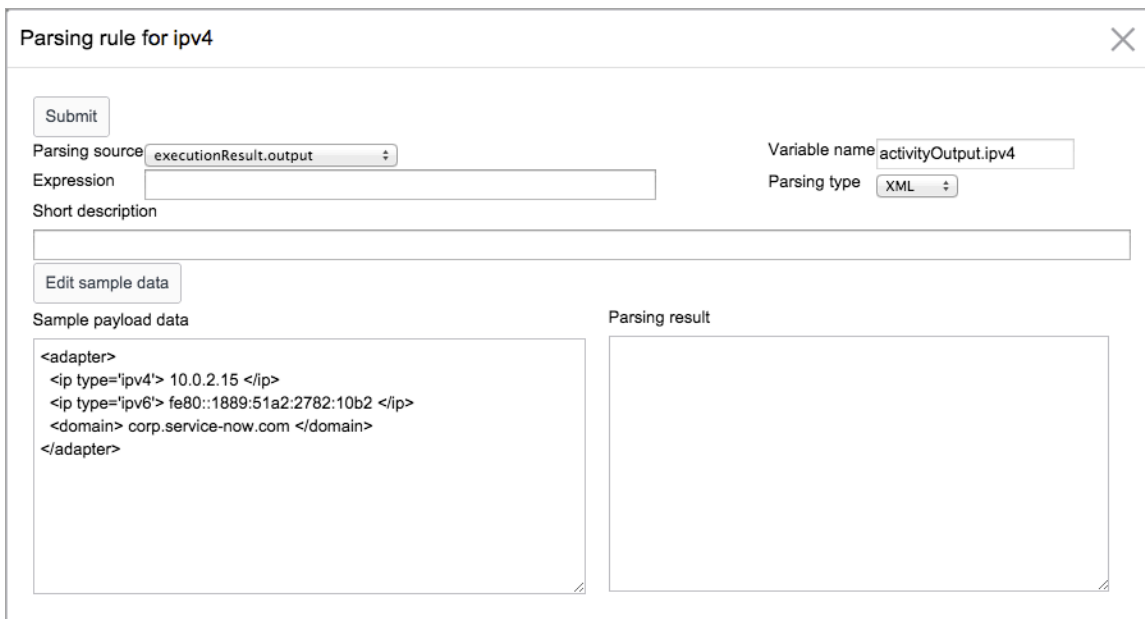 Parsing rule for ipv4
Submit
Parsing source executionResult.output
Variable name activityOutput.ipv4
Expression
Parsing type XML
Short description
Edit sample data
Sample payload data
Parsing result
<adapter>
  <ip type='ipv4'> 10.0.2.15 </ip>
  <ip type='ipv6'> fe80::1889:51a2:2782:10b2 </ip>
  <domain> corp.service-now.com </domain>
</adapter>